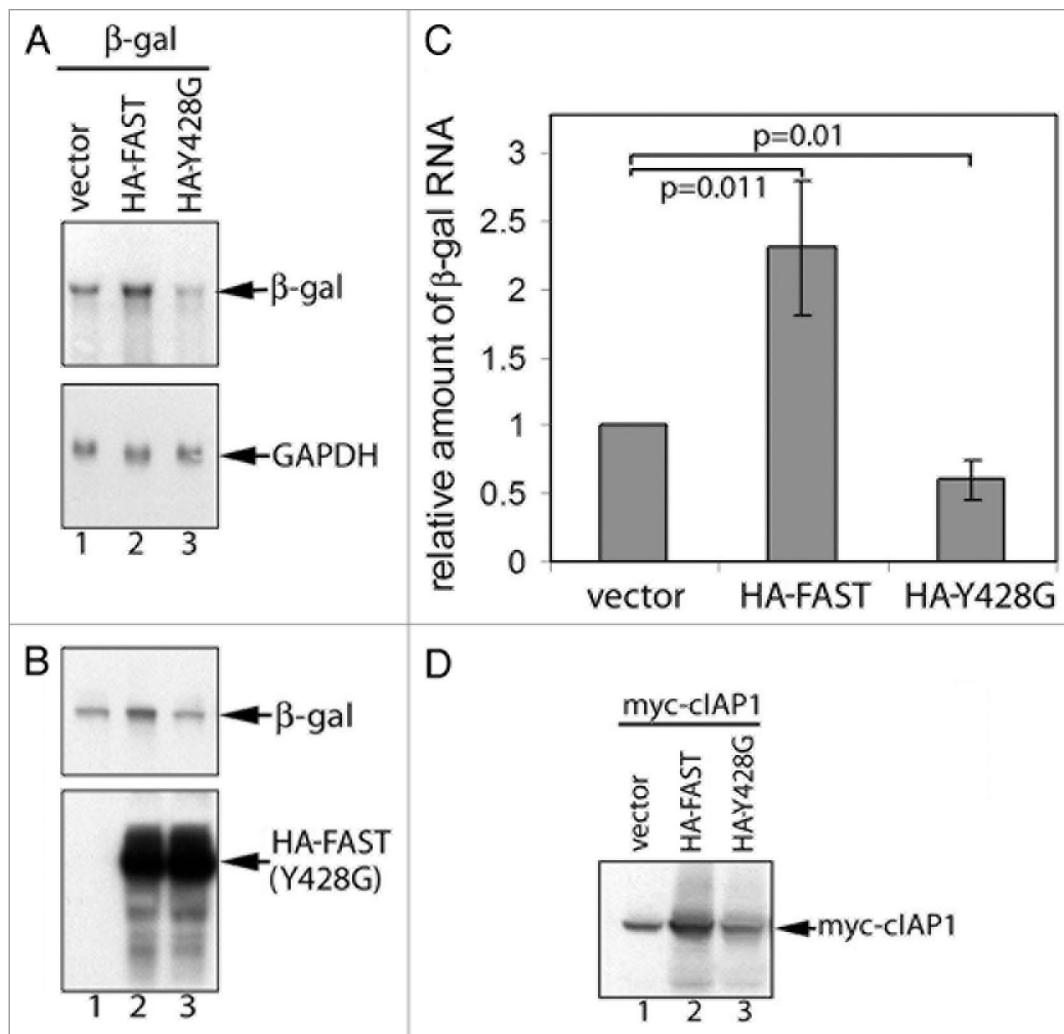 A
β-gal
vector
HA-FAST
HA-Y428G
β-gal
GAPDH
1 2 3
B
β-gal
HA-FAST
(Y428G)
1 2 3
C
relative amount of β-gal RNA
3
2.5
2
1.5
1
0.5
0
p=0.01
p=0.011
vector HA-FAST HA-Y428G
D
myc-cIAP1
vector
HA-FAST
HA-Y428G
myc-cIAP1
1 2 3